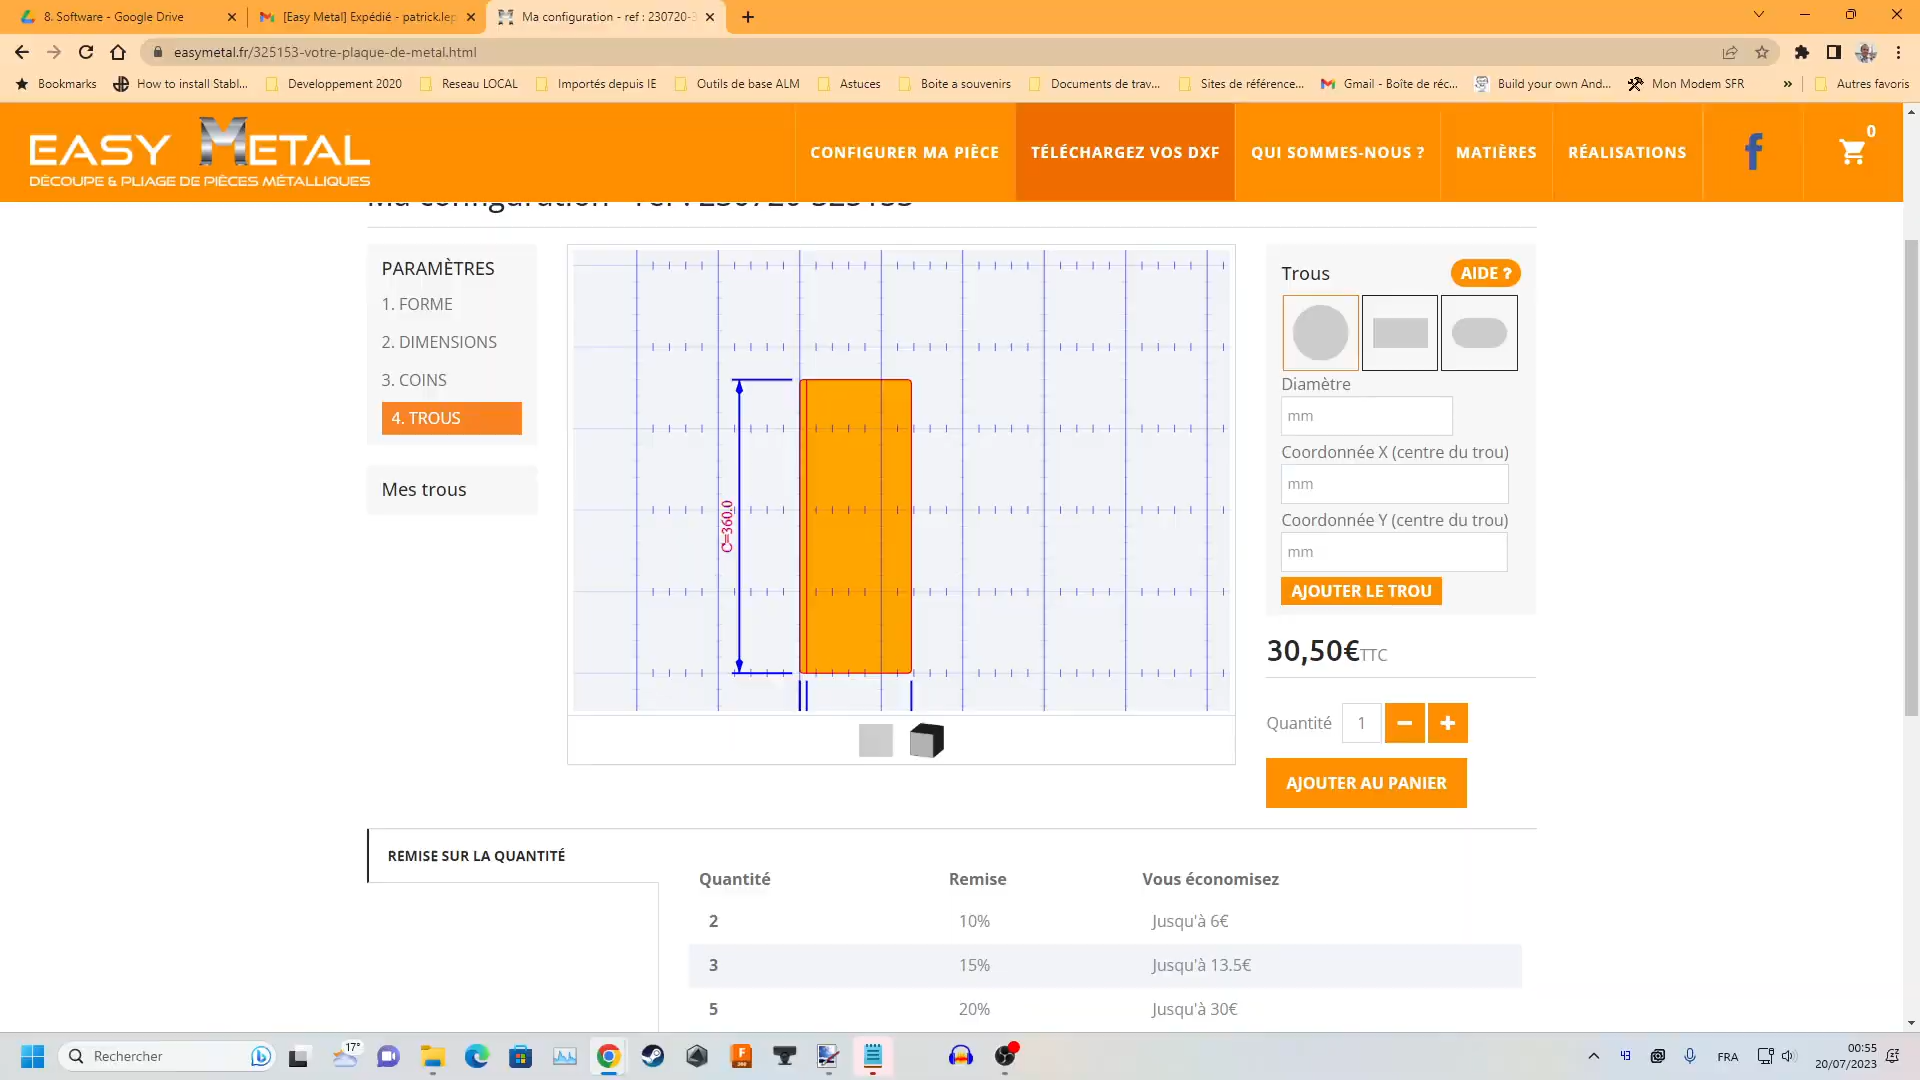 8. Software - Google Drive
[Easy Metal] Expédié - patrick.lep
Ma configuration - ref : 230720-3
easymetal.fr/325153-votre-plaque-de-metal.html
Bookmarks
How to install Stabl...
Developpement 2020
Reseau LOCAL
Importés depuis IE
Outils de base ALM
Astuces
Boite a souvenirs
Documents de trav...
Sites de référence...
Gmail - Boîte de réc...
Build your own And...
Mon Modem SFR
»
Autres favoris
EASY METAL
DÉCOUPE & PLIAGE DE PIÈCES MÉTALLIQUES
CONFIGURER MA PIÈCE
TÉLÉCHARGEZ VOS DXF
QUI SOMMES-NOUS ?
MATIÈRES
RÉALISATIONS
f
0
Ma configuration - ref : 230720-325153
PARAMÈTRES
1. FORME
2. DIMENSIONS
3. COINS
4. TROUS
Mes trous
C=360.0
Trous
AIDE ?
Diamètre
mm
Coordonnée X (centre du trou)
mm
Coordonnée Y (centre du trou)
mm
AJOUTER LE TROU
30,50€TTC
Quantité
1
AJOUTER AU PANIER
REMISE SUR LA QUANTITÉ
Quantité Remise Vous économisez
2 10% Jusqu'à 6€
3 15% Jusqu'à 13.5€
5 20% Jusqu'à 30€
Rechercher
17°
FRA
00:55
20/07/2023